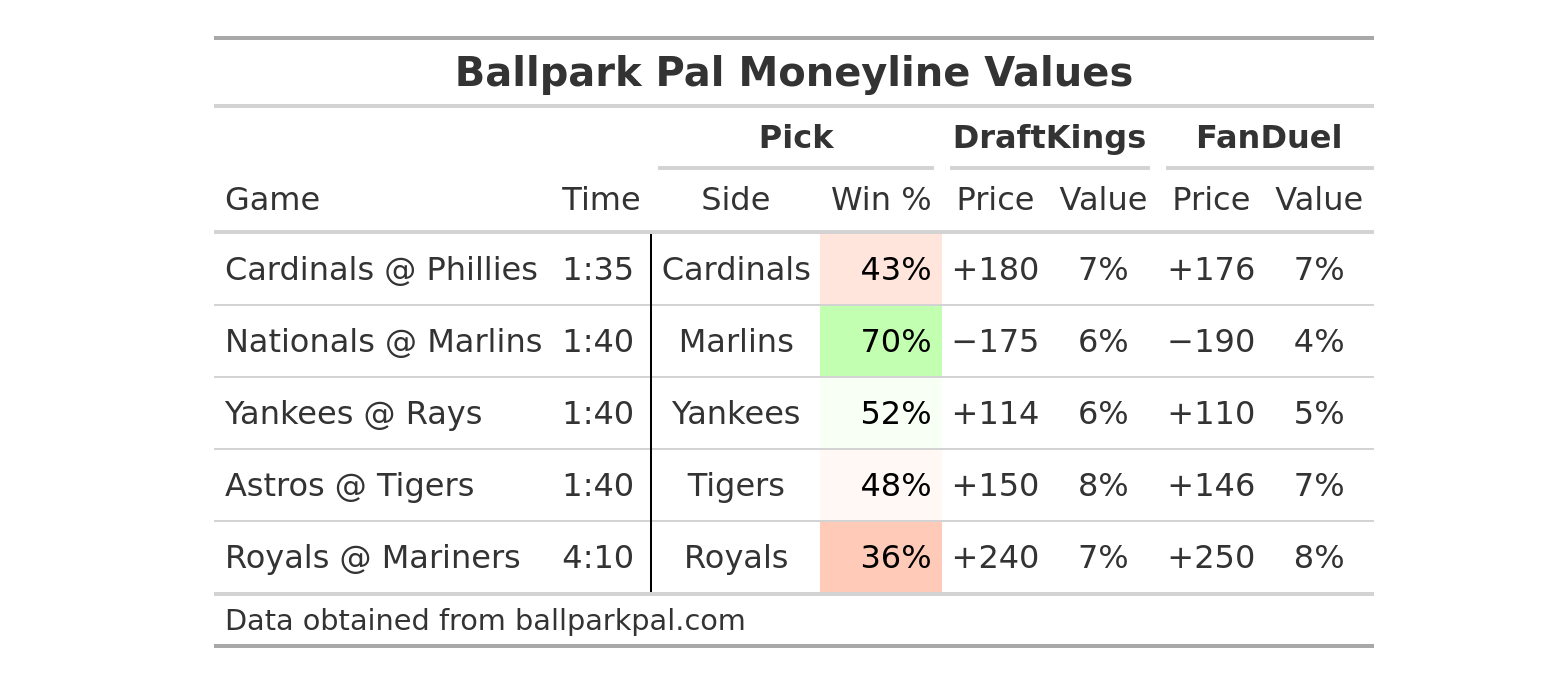 Ballpark Pal Moneyline Values
Pick DraftKings FanDuel
Game Time Side Win % Price Value Price Value
Cardinals @ Phillies 1:35 Cardinals 43% +180 7% +176 7%
Nationals @ Marlins 1:40 Marlins 70% −175 6% −190 4%
Yankees @ Rays 1:40 Yankees 52% +114 6% +110 5%
Astros @ Tigers 1:40 Tigers 48% +150 8% +146 7%
Royals @ Mariners 4:10 Royals 36% +240 7% +250 8%
Data obtained from ballparkpal.com